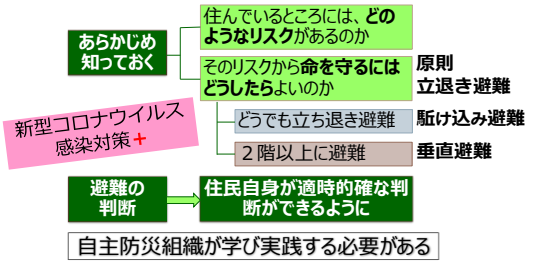 あらかじめ
知っておく
住んでいるところには、どの
ようなリスクがあるのか
そのリスクから命を守るには
どうしたらよいのか
原則
立退き避難
新型コロナウイルス
感染対策+
どうでも立ち退き避難
駈け込み避難
２階以上に避難
垂直避難
避難の
判断
住民自身が適時的確な判
断ができるように
自主防災組織が学び実践する必要がある